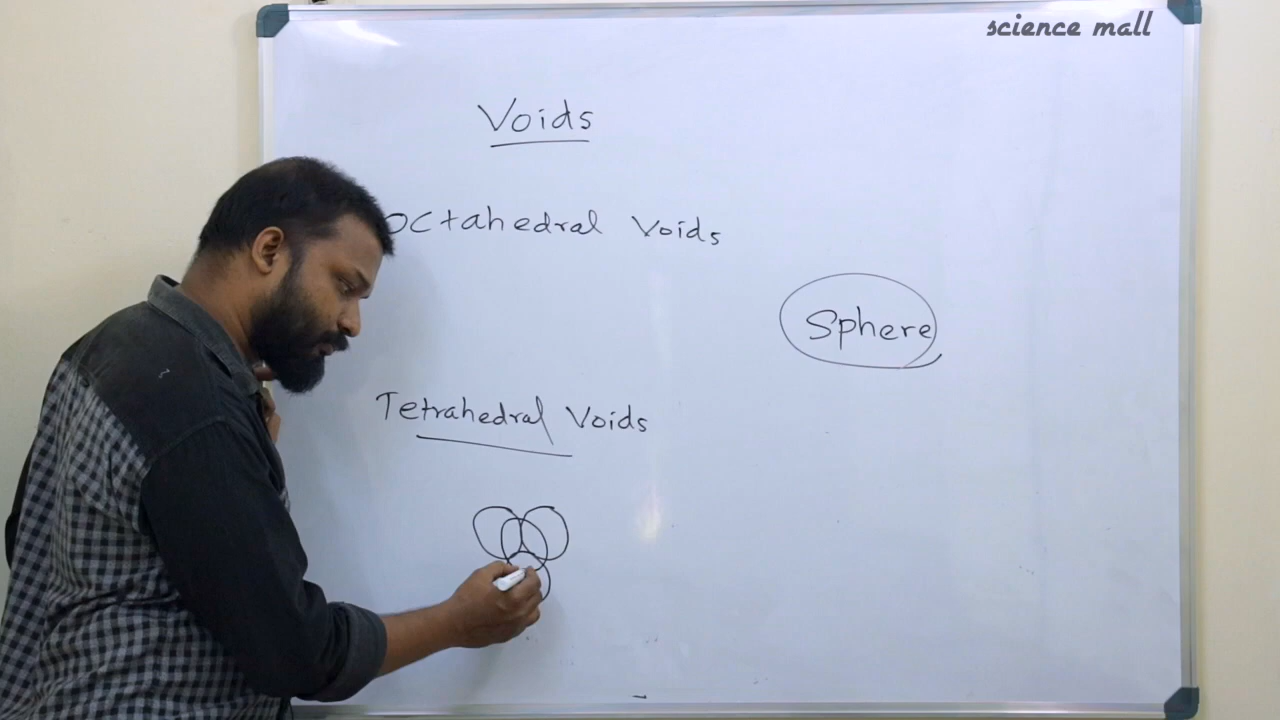 science mall
Voids
Octahedral Voids
Sphere
Tetrahedral Voids